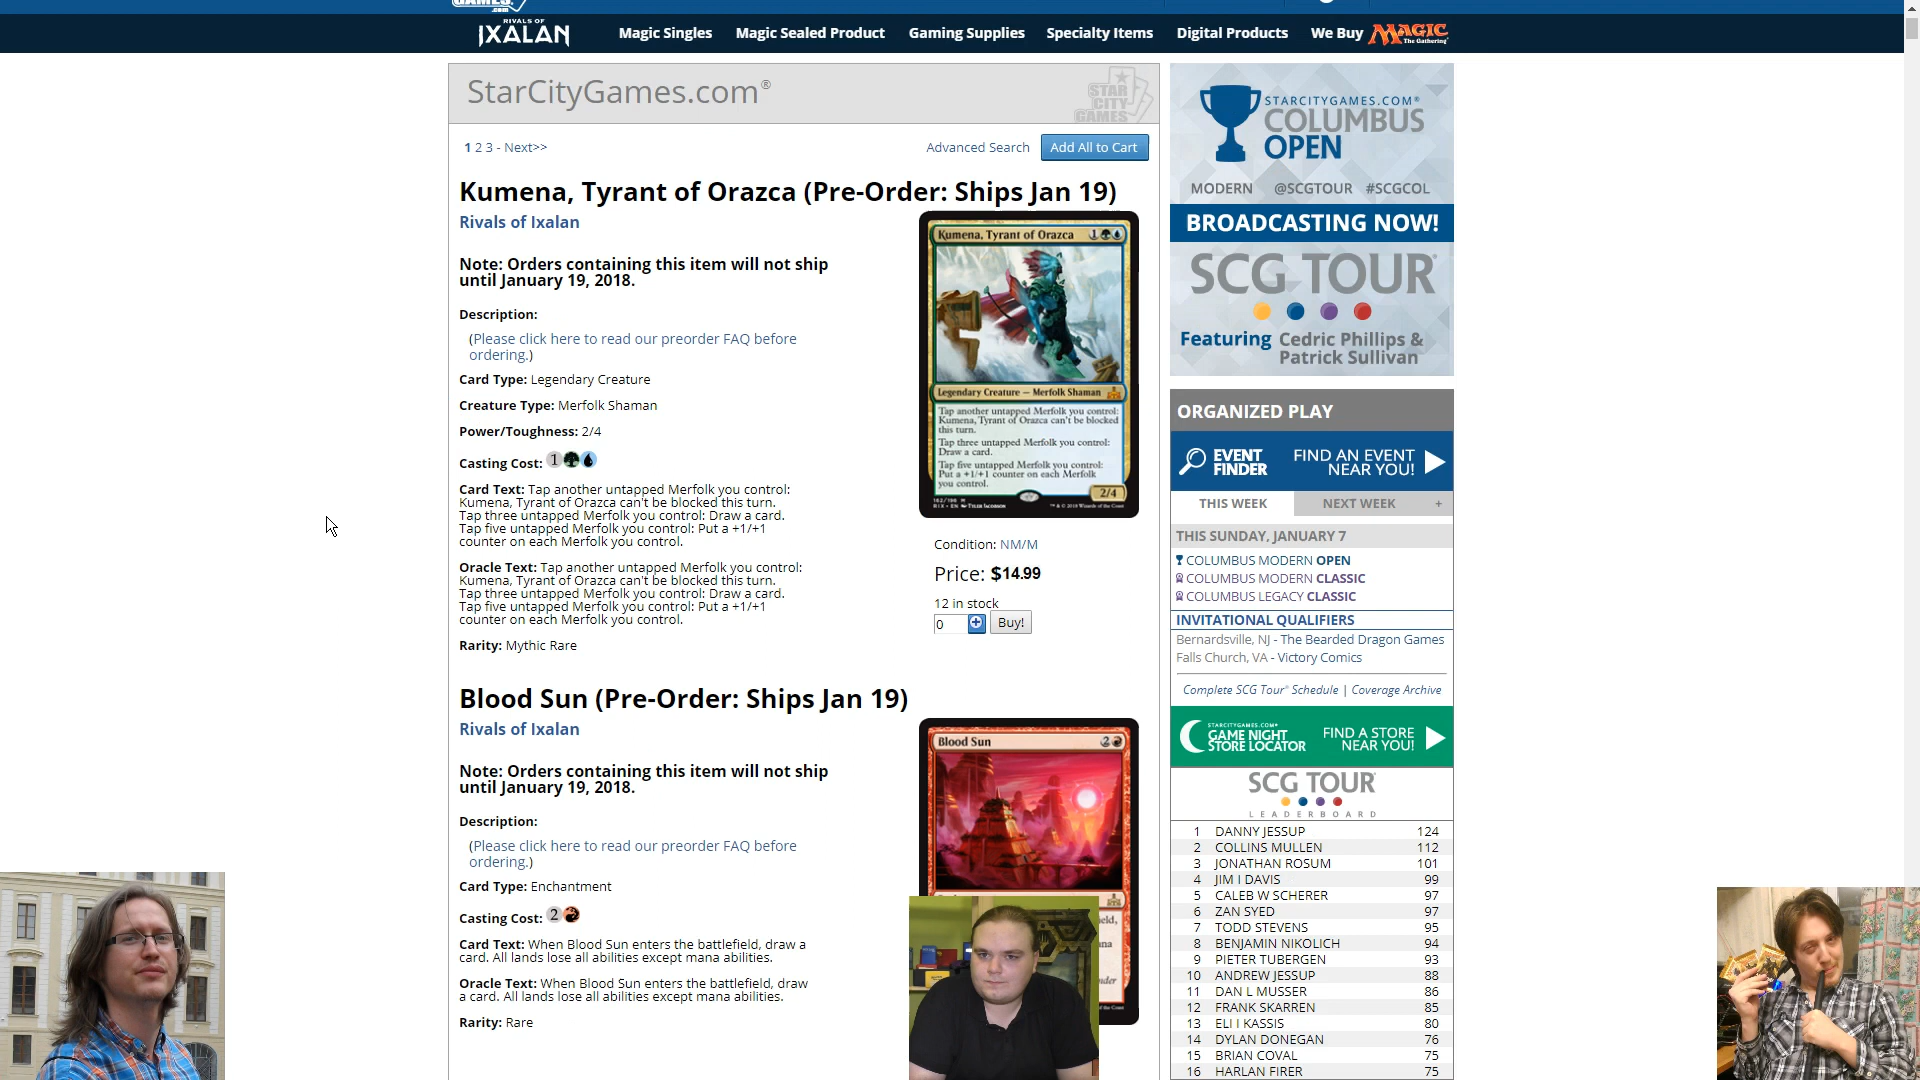 GAMES
.com
RIVALS OF
IXALAN
Magic Singles
Magic Sealed Product
Gaming Supplies
Specialty Items
Digital Products
We Buy MAGIC
The Gathering
StarCityGames.com®
STAR
CITY
GAMES
1 2 3 - Next>>
Advanced Search
Add All to Cart
Kumena, Tyrant of Orazca (Pre-Order: Ships Jan 19)
Rivals of Ixalan
Note: Orders containing this item will not ship
until January 19, 2018.
Description:
(Please click here to read our preorder FAQ before
ordering.)
Card Type: Legendary Creature
Creature Type: Merfolk Shaman
Power/Toughness: 2/4
Casting Cost: 1
Card Text: Tap another untapped Merfolk you control:
Kumena, Tyrant of Orazca can't be blocked this turn.
Tap three untapped Merfolk you control: Draw a card.
Tap five untapped Merfolk you control: Put a +1/+1
counter on each Merfolk you control.
Oracle Text: Tap another untapped Merfolk you control:
Kumena, Tyrant of Orazca can't be blocked this turn.
Tap three untapped Merfolk you control: Draw a card.
Tap five untapped Merfolk you control: Put a +1/+1
counter on each Merfolk you control.
Rarity: Mythic Rare
Kumena, Tyrant of Orazca 1
Legendary Creature — Merfolk Shaman
Tap another untapped Merfolk you control:
Kumena, Tyrant of Orazca can't be blocked
this turn.
Tap three untapped Merfolk you control:
Draw a card.
Tap five untapped Merfolk you control:
Put a +1/+1 counter on each Merfolk
you control.
2/4
Condition: NM/M
Price: $14.99
12 in stock
0
Buy!
Blood Sun (Pre-Order: Ships Jan 19)
Rivals of Ixalan
Note: Orders containing this item will not ship
until January 19, 2018.
Description:
(Please click here to read our preorder FAQ before
ordering.)
Card Type: Enchantment
Casting Cost: 2
Card Text: When Blood Sun enters the battlefield, draw a
card. All lands lose all abilities except mana abilities.
Oracle Text: When Blood Sun enters the battlefield, draw
a card. All lands lose all abilities except mana abilities.
Rarity: Rare
Blood Sun 2
STARCITYGAMES.COM®
COLUMBUS
OPEN
MODERN @SCGTOUR #SCGCOL
BROADCASTING NOW!
SCG TOUR
Featuring Cedric Phillips &
Patrick Sullivan
ORGANIZED PLAY
EVENT
FINDER
FIND AN EVENT
NEAR YOU!
THIS WEEK
NEXT WEEK +
THIS SUNDAY, JANUARY 7
COLUMBUS MODERN OPEN
COLUMBUS MODERN CLASSIC
COLUMBUS LEGACY CLASSIC
INVITATIONAL QUALIFIERS
Bernardsville, NJ - The Bearded Dragon Games
Falls Church, VA - Victory Comics
Complete SCG Tour® Schedule | Coverage Archive
STARCITYGAMES.COM®
GAME NIGHT
STORE LOCATOR
FIND A STORE
NEAR YOU!
SCG TOUR
LEADERBOARD
1 DANNY JESSUP 124
2 COLLINS MULLEN 112
3 JONATHAN ROSUM 101
4 JIM I DAVIS 99
5 CALEB W SCHERER 97
6 ZAN SYED 97
7 TODD STEVENS 95
8 BENJAMIN NIKOLICH 94
9 PIETER TUBERGEN 93
10 ANDREW JESSUP 88
11 DAN L MUSSER 86
12 FRANK SKARREN 85
13 ELI I KASSIS 80
14 DYLAN DONEGAN 76
15 BRIAN COVAL 75
16 HARLAN FIRER 75